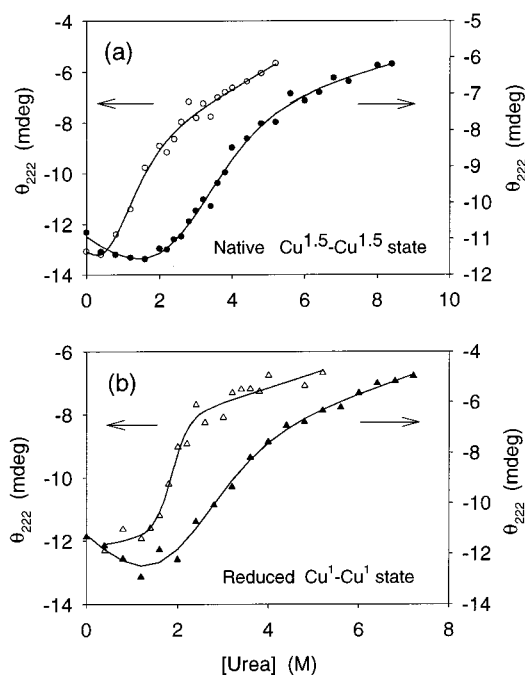 (a)
-4
-6
-8
-10
-12
-14
θ222 (mdeg)
-5
-6
-7
-8
-9
-10
-11
-12
θ222 (mdeg)
Native Cu1.5-Cu1.5 state
0 2 4 6 8 10
(b)
-6
-8
-10
-12
-14
θ222 (mdeg)
-4
-6
-8
-10
-12
-14
θ222 (mdeg)
Reduced Cu1-Cu1 state
0 2 4 6 8
[Urea] (M)